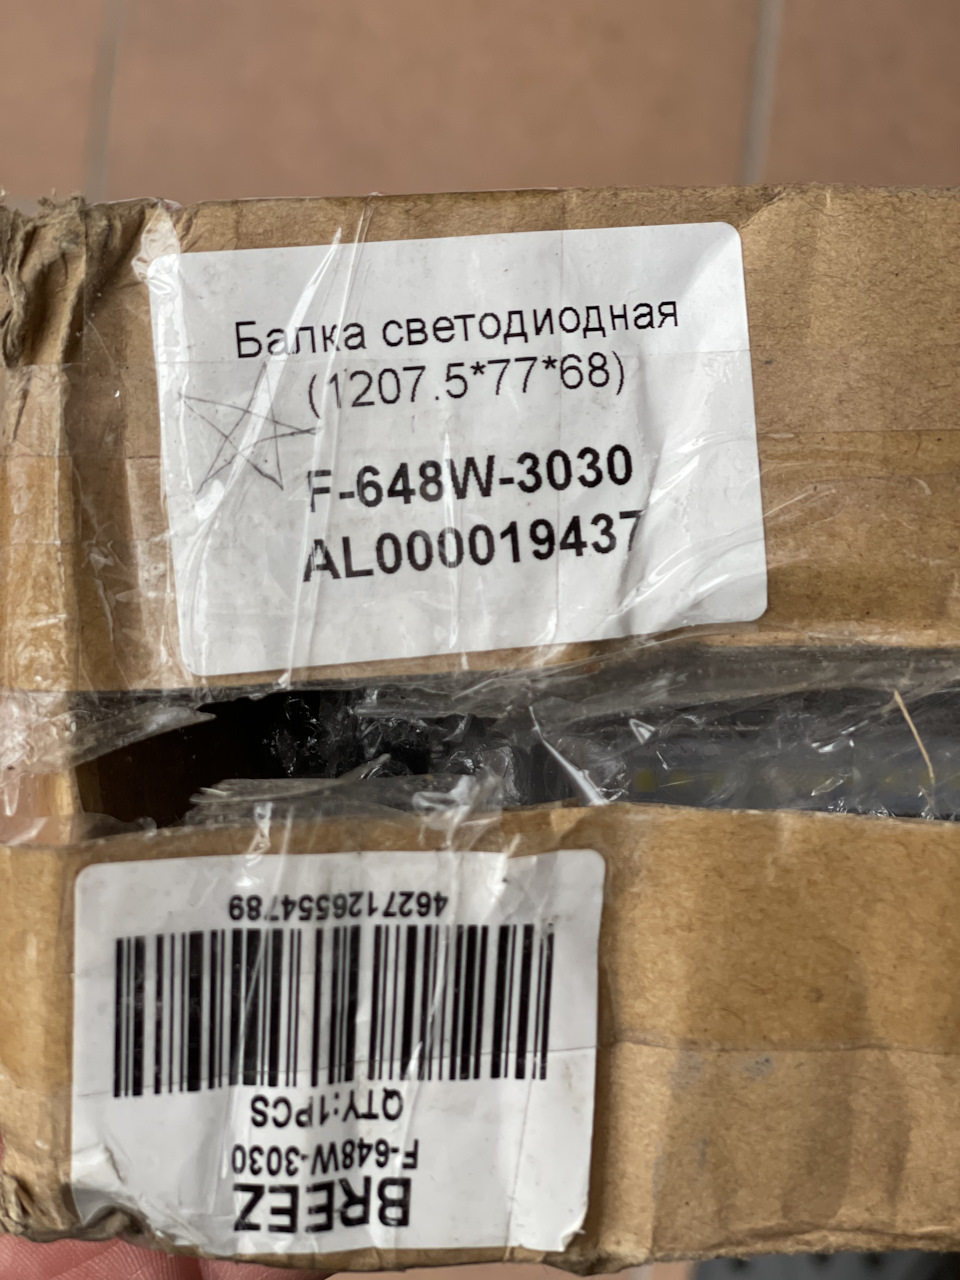 Балка светодиодная
(1207.5*77*68)
F-648W-3030
AL000019437
BREEZ
F-648W-3030
QTY:1PCS
4627126554789